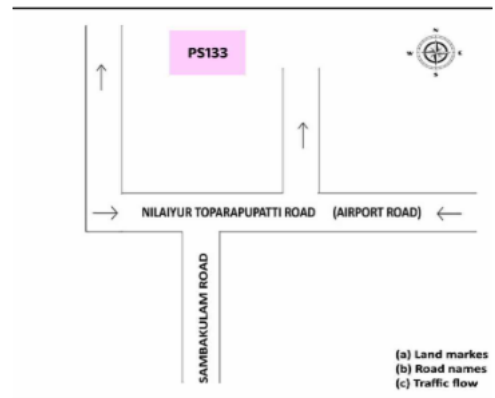 PS133
N
W
E
S
NILAIYUR TOPARAPUPATTI ROAD (AIRPORT ROAD)
SAMBAKULAM ROAD
(a) Land markes
(b) Road names
(c) Traffic flow